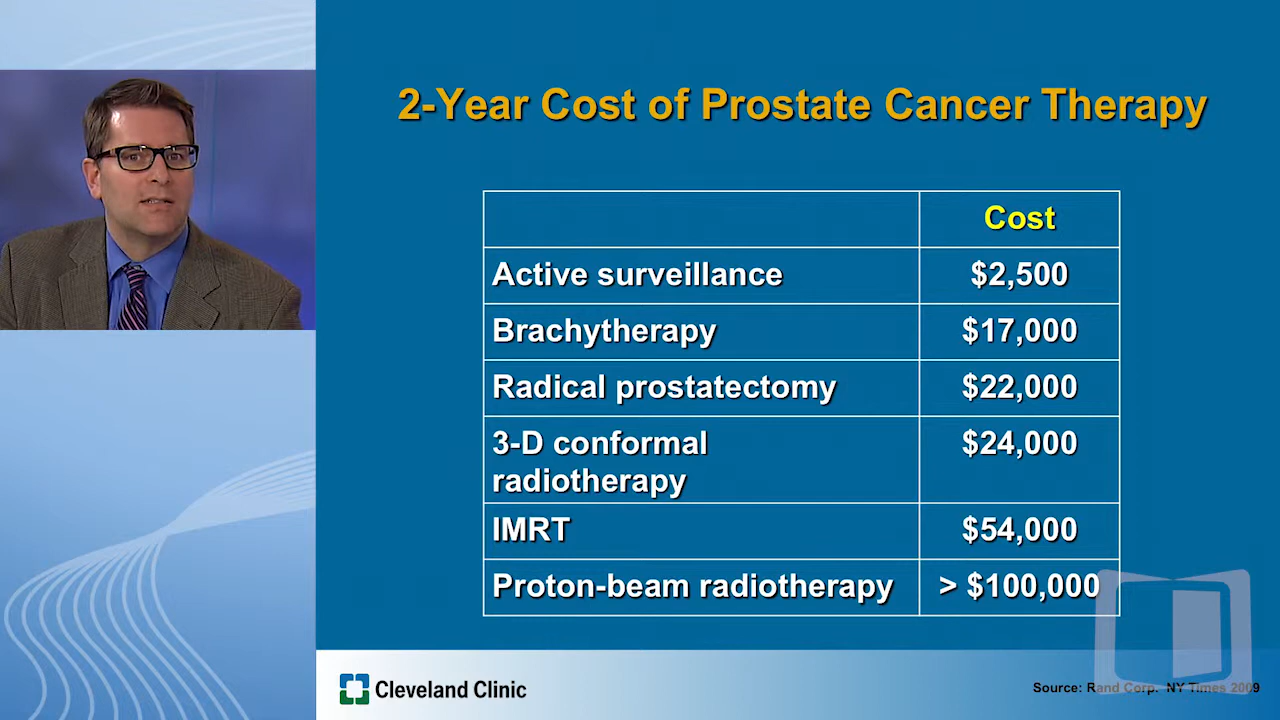 2-Year Cost of Prostate Cancer Therapy
Cost
Active surveillance $2,500
Brachytherapy $17,000
Radical prostatectomy $22,000
3-D conformal $24,000
radiotherapy
IMRT $54,000
Proton-beam radiotherapy > $100,000
Cleveland Clinic
Source: Rand Corp. NY Times 2009